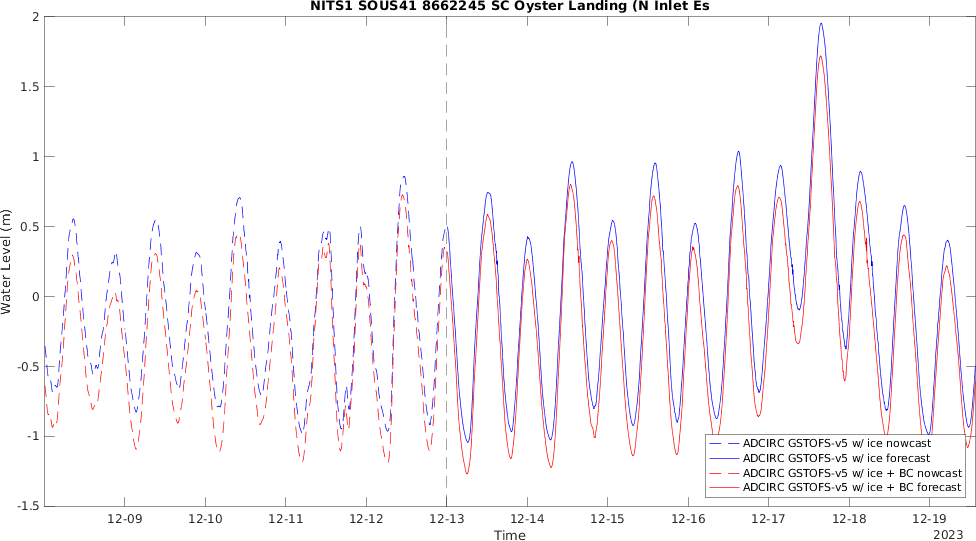 NITS1 SOUS41 8662245 SC Oyster Landing (N Inlet Es
2
1.5
1
0.5
0
-0.5
-1
-1.5
Water Level (m)
ADCIRC GSTOFS-v5 w/ ice nowcast
ADCIRC GSTOFS-v5 w/ ice forecast
ADCIRC GSTOFS-v5 w/ ice + BC nowcast
ADCIRC GSTOFS-v5 w/ ice + BC forecast
12-09 12-10 12-11 12-12 12-13 12-14 12-15 12-16 12-17 12-18 12-19
Time
2023